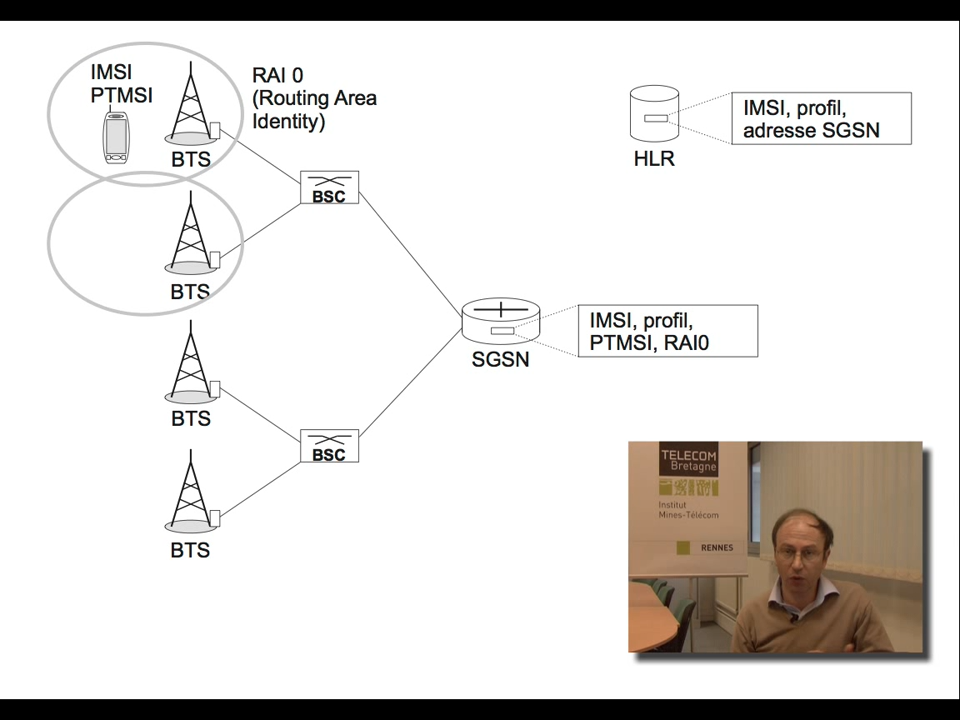 IMSI
PTMSI
BTS
RAI 0
(Routing Area
Identity)
BSC
BTS
HLR
IMSI, profil,
adresse SGSN
SGSN
IMSI, profil,
PTMSI, RAI0
BTS
BSC
BTS
TELECOM
Bretagne
Institut
Mines-Télécom
RENNES